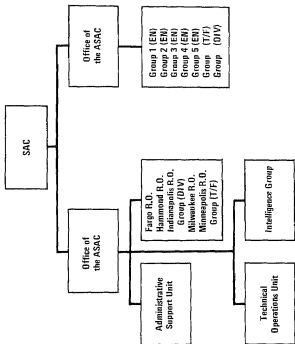 SAC
Office of
the ASAC
Office of
the ASAC
Fargo R.O.
Hammond R.O.
Indianapolis R.O.
Group (DIV)
Milwaukee R.O.
Minneapolis R.O.
Group (T/F)
Group 1 (EN)
Group 2 (EN)
Group 3 (EN)
Group 4 (EN)
Group 5 (EN)
Group (T/F)
Group (DIV)
Administrative
Support Unit
Technical
Operations Unit
Intelligence Group